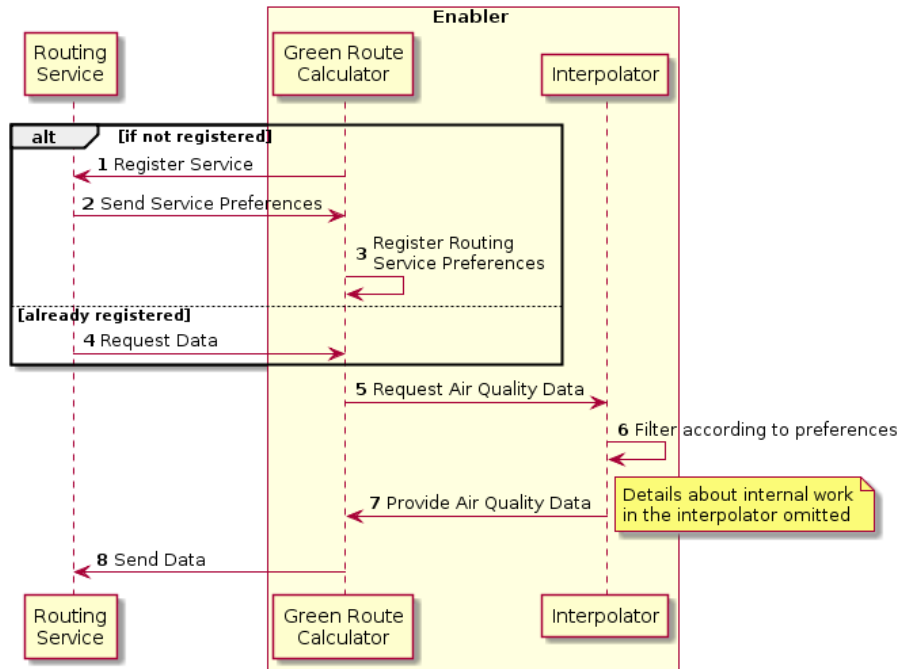 Enabler
Routing
Service
Green Route
Calculator
Interpolator
alt [if not registered]
1 Register Service
2 Send Service Preferences
3 Register Routing
Service Preferences
[already registered]
4 Request Data
5 Request Air Quality Data
6 Filter according to preferences
Details about internal work
in the interpolator omitted
7 Provide Air Quality Data
8 Send Data
Routing
Service
Green Route
Calculator
Interpolator